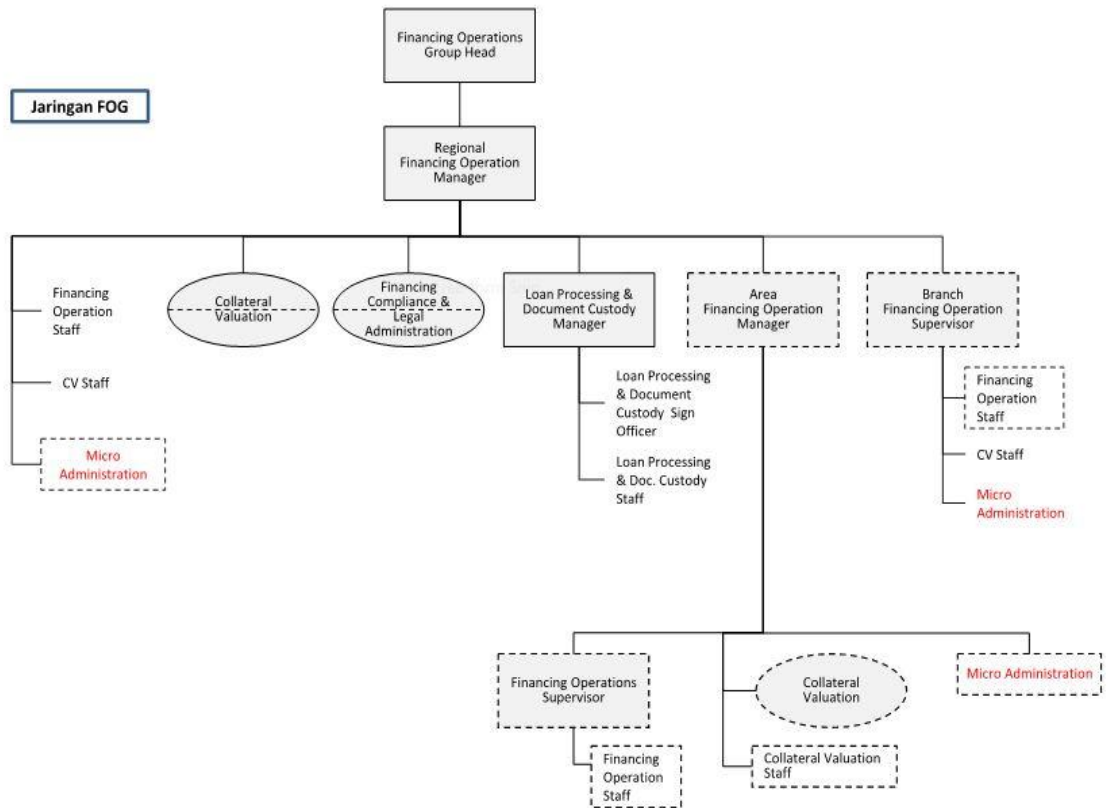 Financing Operations
Group Head
Jaringan FOG
Regional
Financing Operation
Manager
Financing
Operation
Staff
CV Staff
Micro
Administration
Collateral
Valuation
Financing
Compliance &
Legal
Administration
Loan Processing &
Document Custody
Manager
Loan Processing
& Document
Custody Sign
Officer
Loan Processing
& Doc. Custody
Staff
Area
Financing Operation
Manager
Branch
Financing Operation
Supervisor
Financing
Operation
Staff
CV Staff
Micro
Administration
Financing Operations
Supervisor
Financing
Operation
Staff
Collateral
Valuation
Collateral Valuation
Staff
Micro Administration